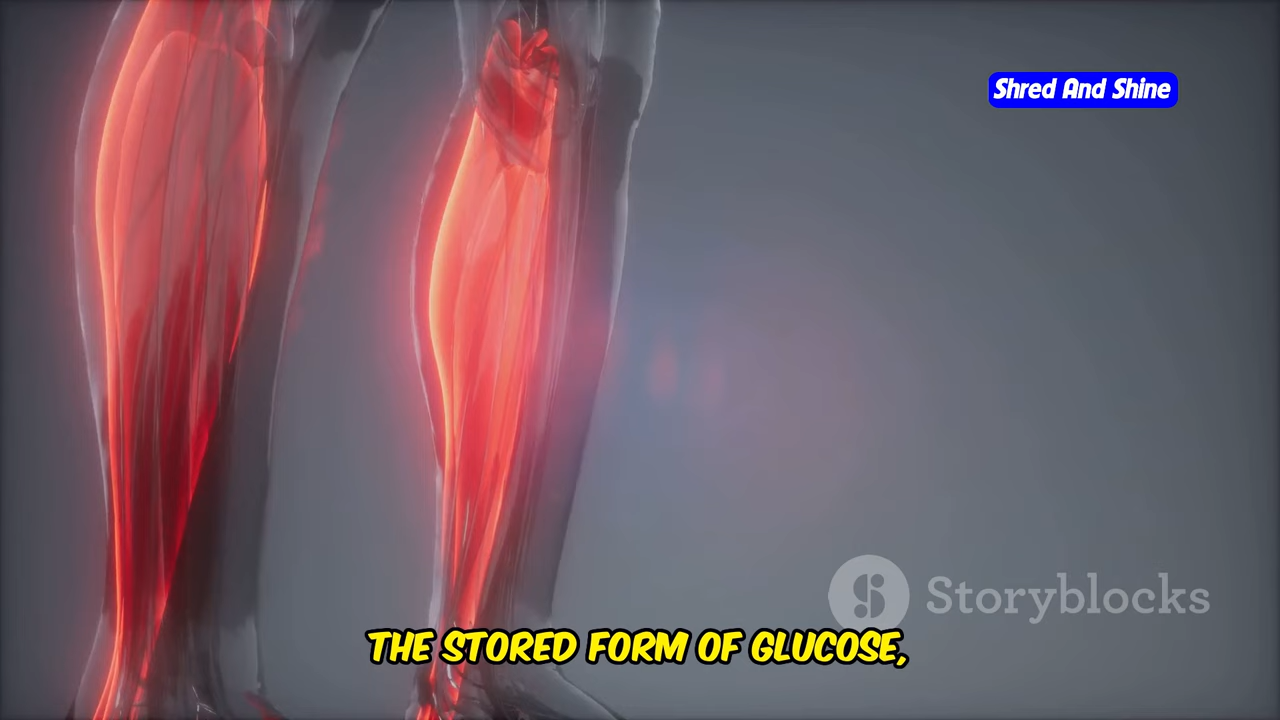 Shred And Shine
Storyblocks
THE STORED FORM OF GLUCOSE,